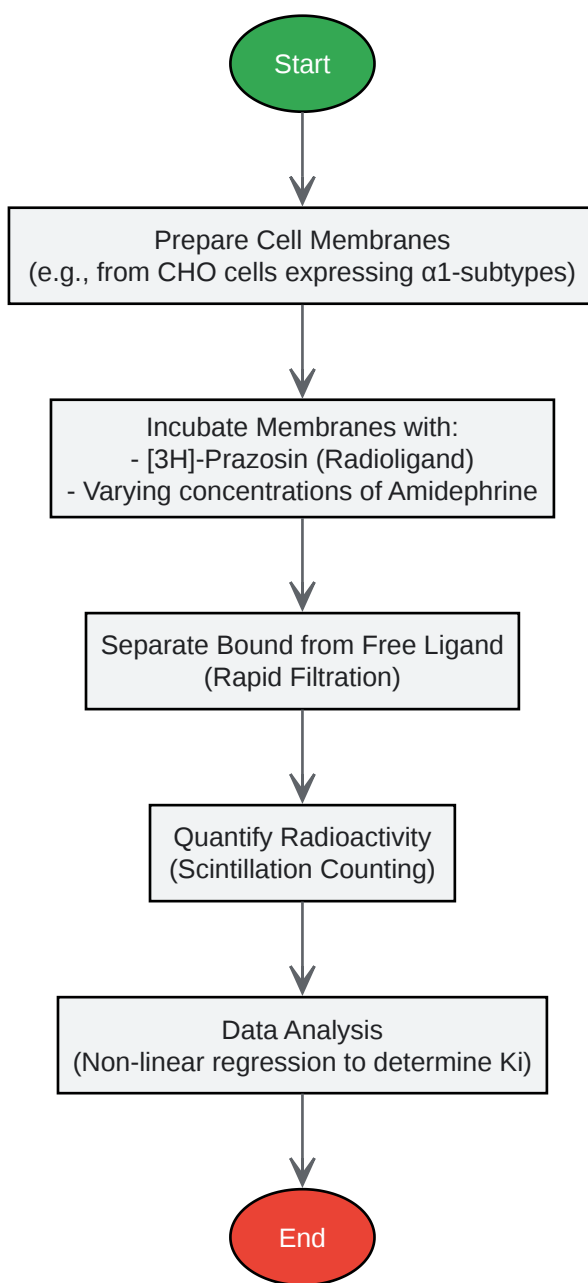 Start
Prepare Cell Membranes
(e.g., from CHO cells expressing α1-subtypes)
Incubate Membranes with:
- [3H]-Prazosin (Radioligand)
- Varying concentrations of Amidephrine
Separate Bound from Free Ligand
(Rapid Filtration)
Quantify Radioactivity
(Scintillation Counting)
Data Analysis
(Non-linear regression to determine Ki)
End